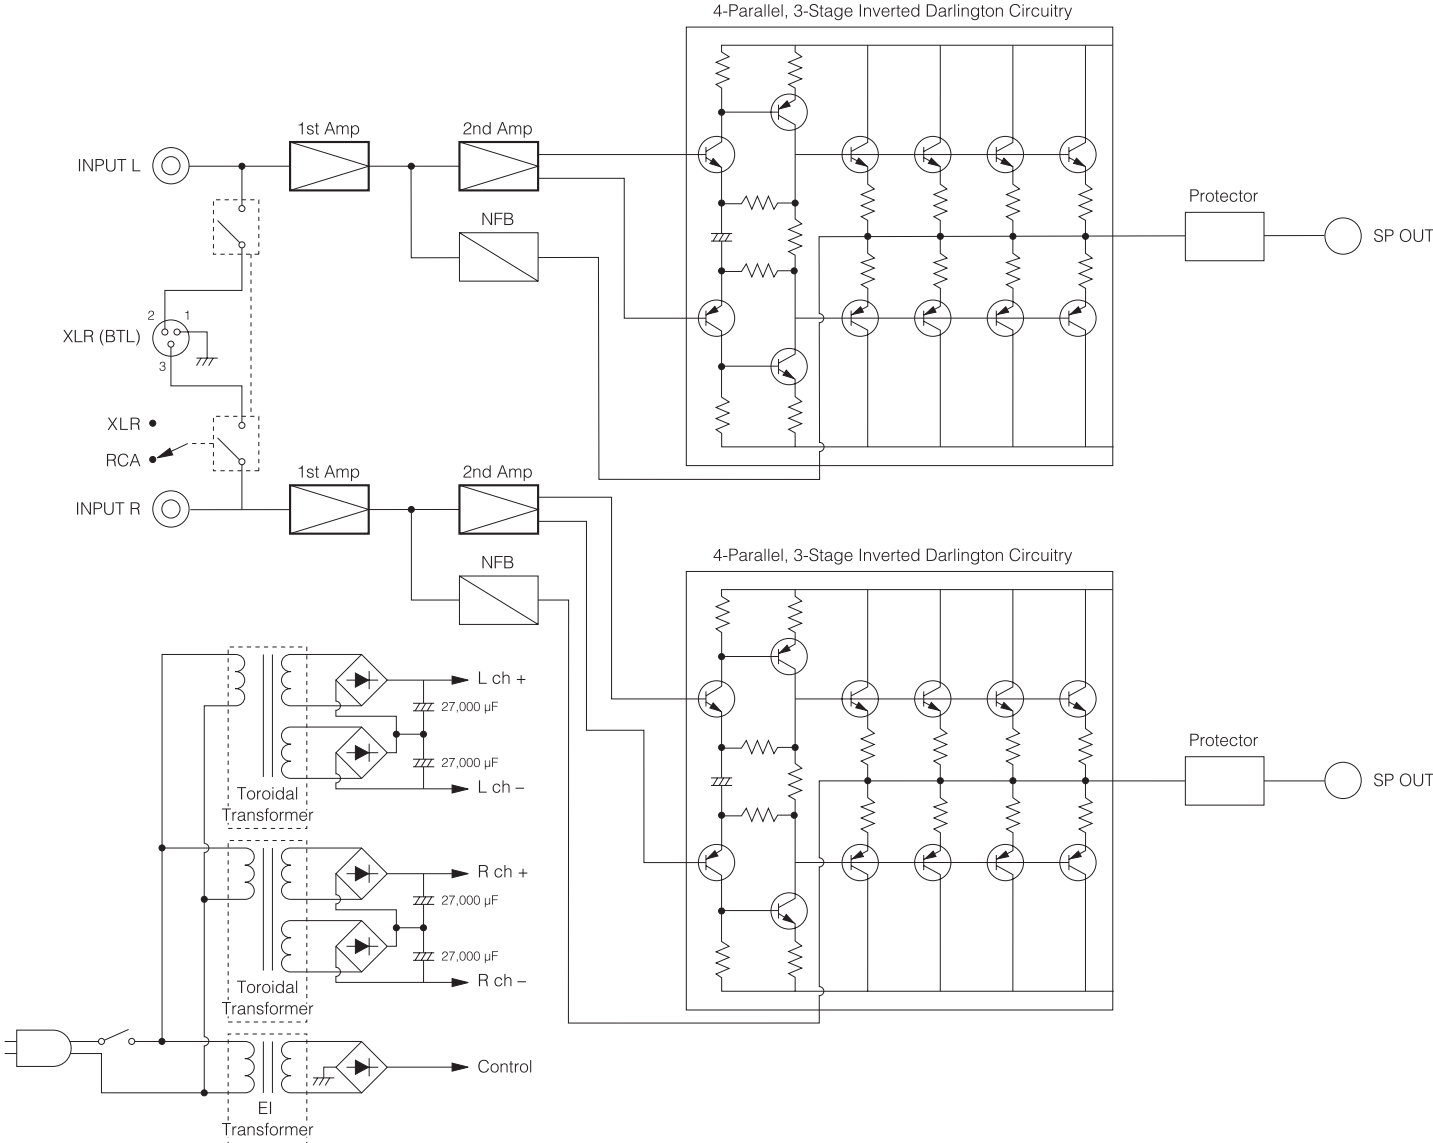 4-Parallel, 3-Stage Inverted Darlington Circuitry
1st Amp
2nd Amp
INPUT L
NFB
Protector
SP OUT
2
1
XLR (BTL)
3
XLR
RCA
1st Amp
2nd Amp
INPUT R
NFB
4-Parallel, 3-Stage Inverted Darlington Circuitry
Protector
SP OUT
L ch +
27,000 µF
27,000 µF
L ch –
Toroidal
Transformer
R ch +
27,000 µF
27,000 µF
R ch –
Toroidal
Transformer
Control
EI
Transformer